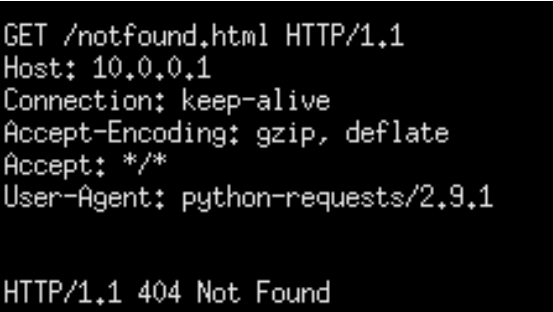 GET /notfound.html HTTP/1.1
Host: 10.0.0.1
Connection: keep-alive
Accept-Encoding: gzip, deflate
Accept: */*
User-Agent: python-requests/2.9.1
HTTP/1.1 404 Not Found